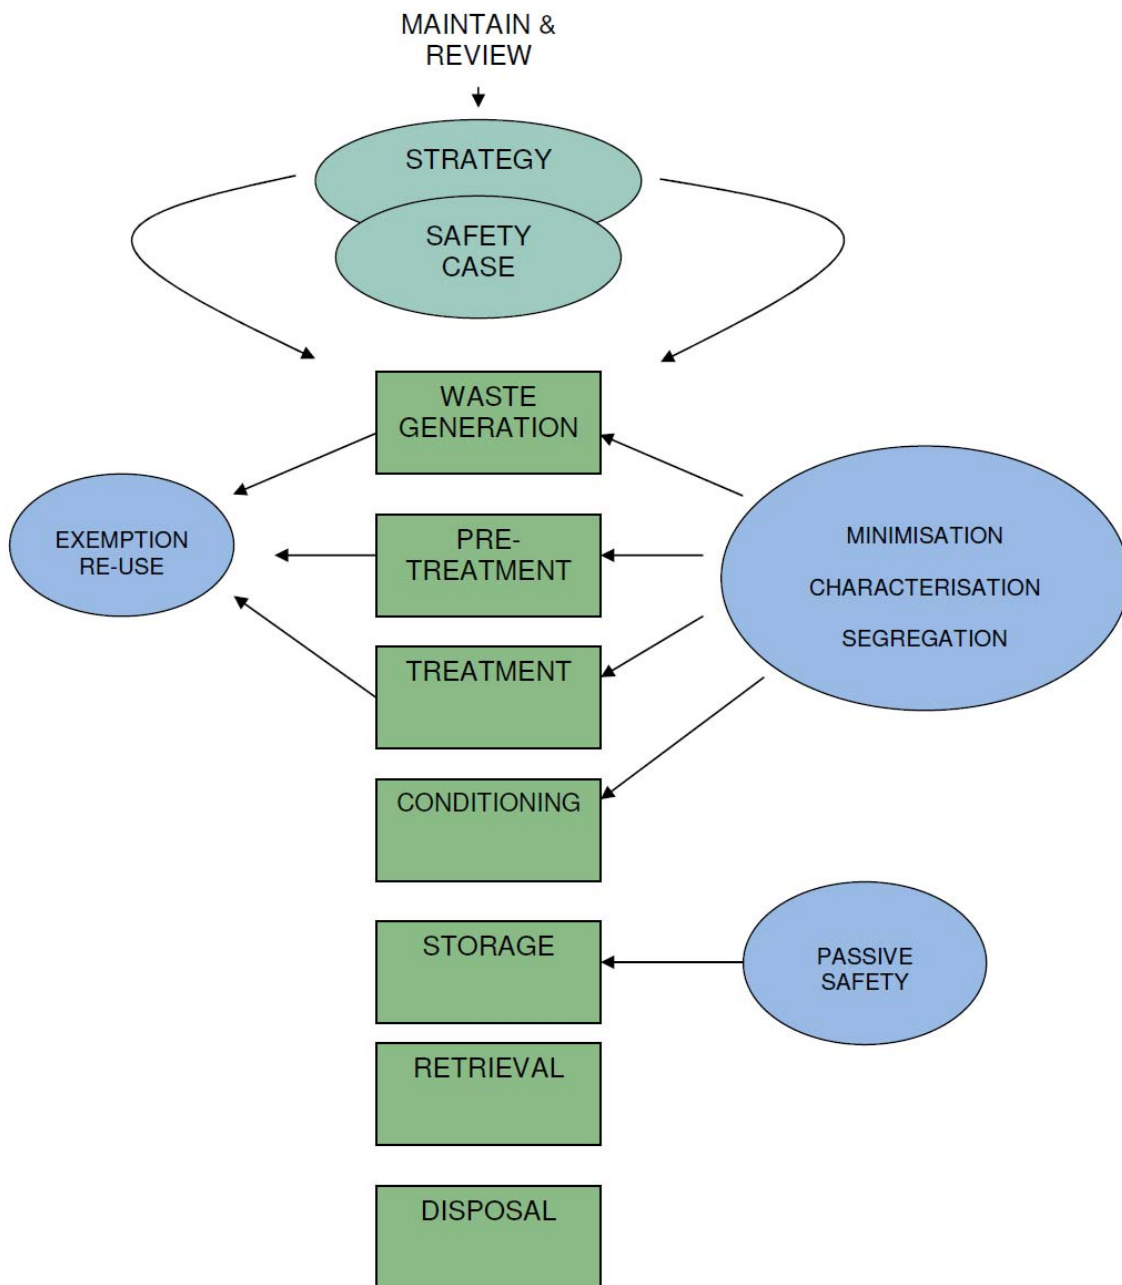 MAINTAIN &
REVIEW
STRATEGY
SAFETY
CASE
WASTE
GENERATION
EXEMPTION
RE-USE
PRE-
TREATMENT
MINIMISATION
CHARACTERISATION
SEGREGATION
TREATMENT
CONDITIONING
STORAGE
PASSIVE
SAFETY
RETRIEVAL
DISPOSAL